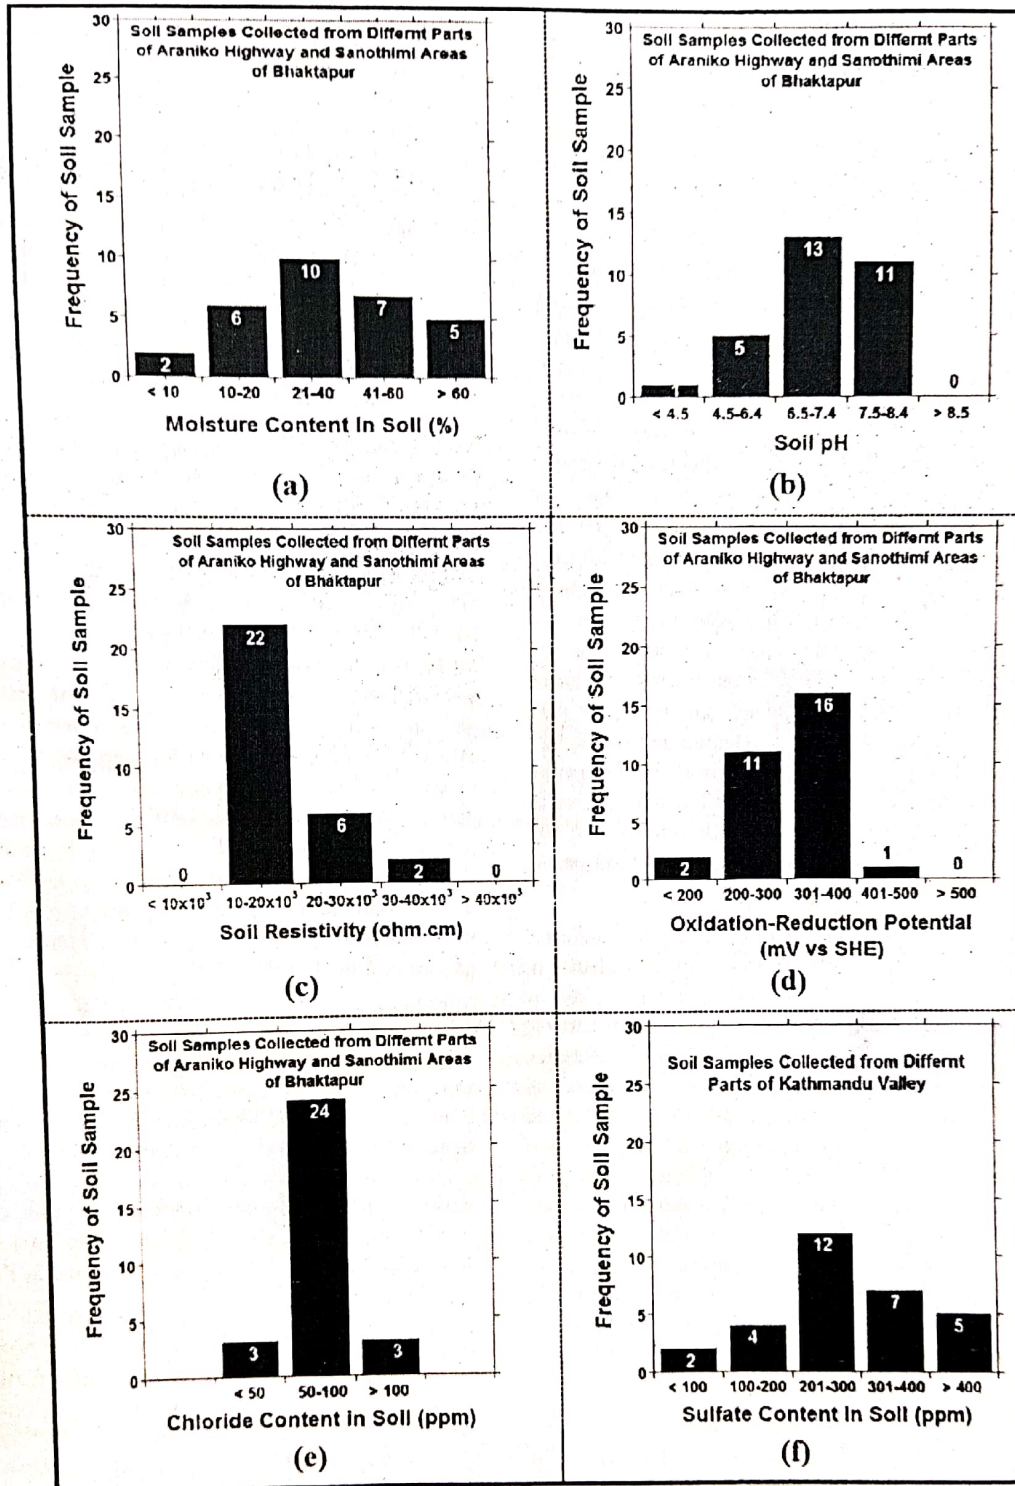 Soil Samples Collected from Differnt Parts
of Araniko Highway and Sanothimi Areas
of Bhaktapur
Frequency of Soil Sample
30
25
20
15
10
5
0
2
6
10
7
5
< 10
10-20
21-40
41-60
> 60
Moisture Content In Soil (%)
(a)
Soil Samples Collected from Differnt Parts
of Araniko Highway and Sanothimi Areas
of Bhaktapur
Frequency of Soil Sample
30
25
20
15
10
5
0
1
5
13
11
0
< 4.5
4.5-6.4
6.5-7.4
7.5-8.4
> 8.5
Soil pH
(b)
Soil Samples Collected from Differnt Parts
of Araniko Highway and Sanothimi Areas
of Bhaktapur
Frequency of Soil Sample
30
25
20
15
10
5
0
0
22
6
2
0
< 10x10³
10-20x10³
20-30x10³
30-40x10³
> 40x10³
Soil Resistivity (ohm.cm)
(c)
Soil Samples Collected from Differnt Parts
of Araniko Highway and Sanothimi Areas
of Bhaktapur
Frequency of Soil Sample
30
25
20
15
10
5
0
2
11
16
1
0
< 200
200-300
301-400
401-500
> 500
Oxidation-Reduction Potential
(mV vs SHE)
(d)
Soil Samples Collected from Differnt Parts
of Araniko Highway and Sanothimi Areas
of Bhaktapur
Frequency of Soil Sample
30
25
20
15
10
5
0
3
24
3
< 50
50-100
> 100
Chloride Content in Soil (ppm)
(e)
Soil Samples Collected from Differnt
Parts of Kathmandu Valley
Frequency of Soil Sample
30
25
20
15
10
5
0
2
4
12
7
5
< 100
100-200
201-300
301-400
> 400
Sulfate Content In Soil (ppm)
(f)